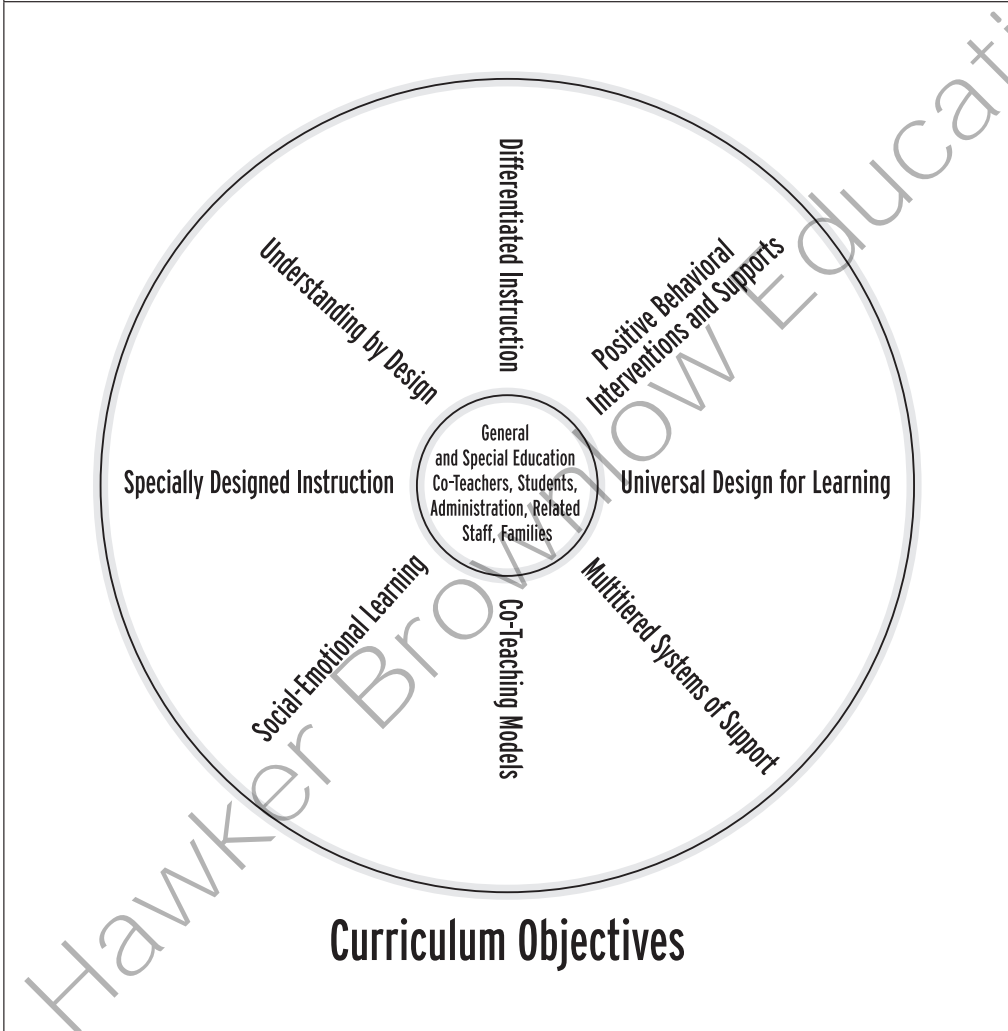 Differentiated Instruction
Positive Behavioral
Interventions and Supports
Universal Design for Learning
Multitiered Systems of Support
Co-Teaching Models
Social-Emotional Learning
Specially Designed Instruction
Understanding by Design
General
and Special Education
Co-Teachers, Students,
Administration, Related
Staff, Families
Curriculum Objectives
Hawker Brownlow Educati